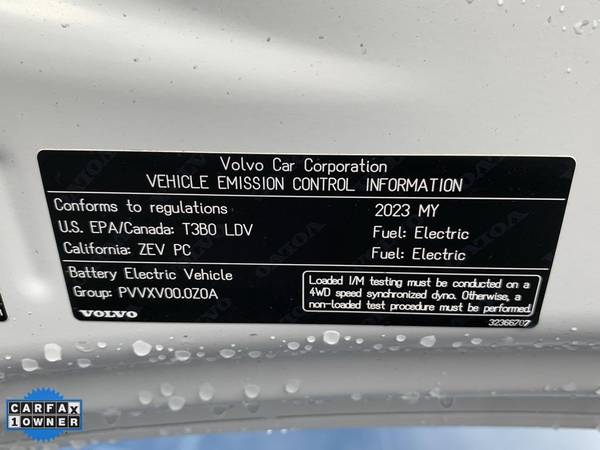 Volvo Car Corporation
VEHICLE EMISSION CONTROL INFORMATION
Conforms to regulations 2023 MY
U.S. EPA/Canada: T3B0 LDV Fuel: Electric
California: ZEV PC Fuel: Electric
Battery Electric Vehicle
Group: PVVXV00.0Z0A
Loaded I/M testing must be conducted on a
4WD speed synchronized dyno. Otherwise, a
non-loaded test procedure must be performed.
VOLVO 32366707
CARFAX
1 OWNER